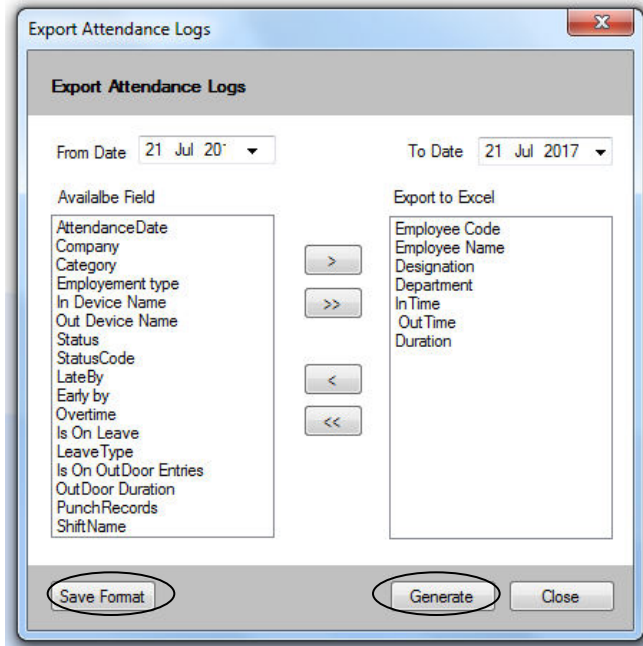 Export Attendance Logs
X
Export Attendance Logs
From Date 21 Jul 20
To Date 21 Jul 2017
Availalbe Field
AttendanceDate
Company
Category
Employement type
In Device Name
Out Device Name
Status
StatusCode
LateBy
Early by
Overtime
Is On Leave
LeaveType
Is On OutDoor Entries
OutDoor Duration
PunchRecords
ShiftName
>
>>
<
<<
Export to Excel
Employee Code
Employee Name
Designation
Department
InTime
OutTime
Duration
Save Format
Generate
Close